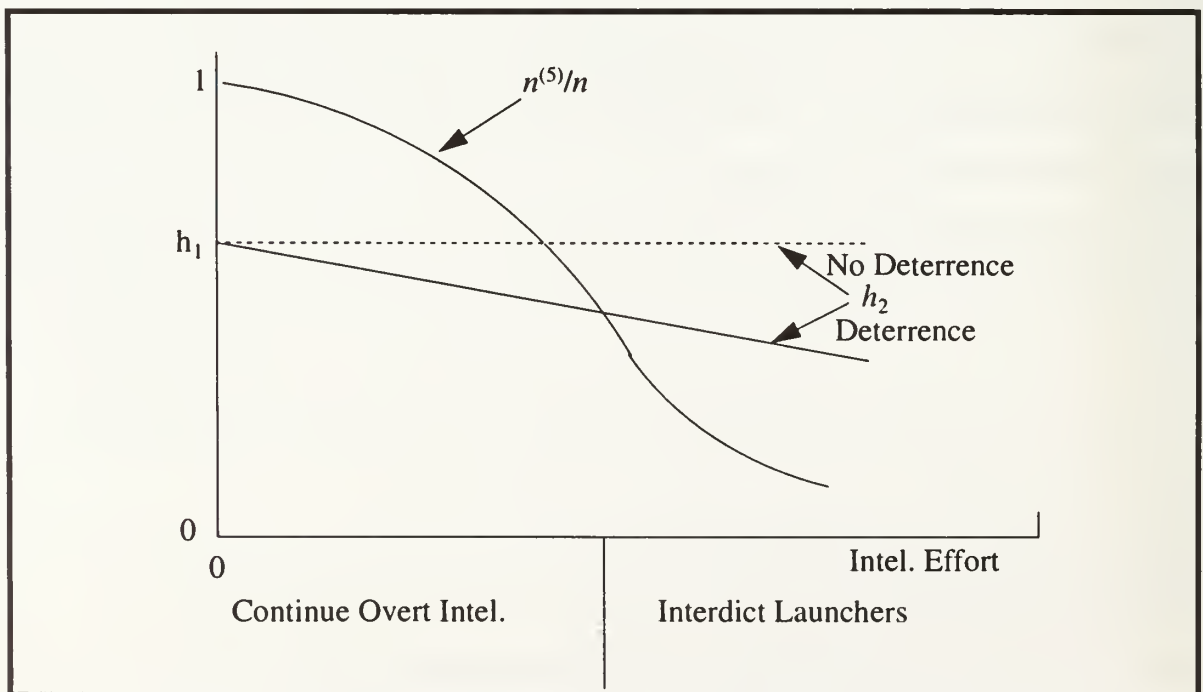 1
n⁽⁵⁾/n
h₁
No Deterrence
h₂
Deterrence
0
0
Intel. Effort
Continue Overt Intel.
Interdict Launchers